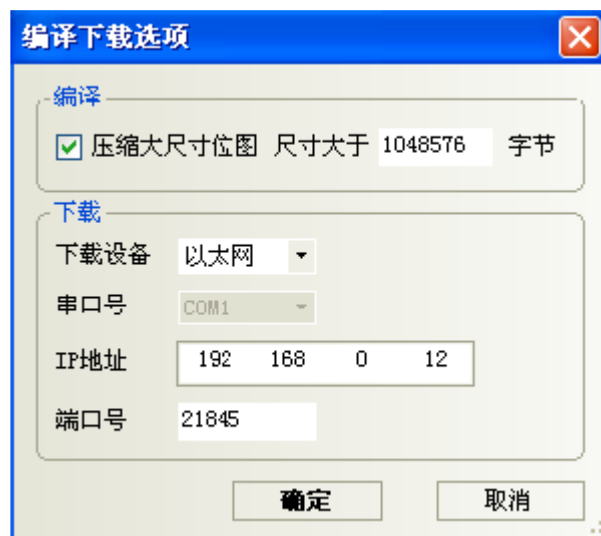 编译下载选项
编译
压缩大尺寸位图 尺寸大于 1048576 字节
下载
下载设备 以太网
串口号 COM1
IP地址 192 168 0 12
端口号 21845
确定 取消